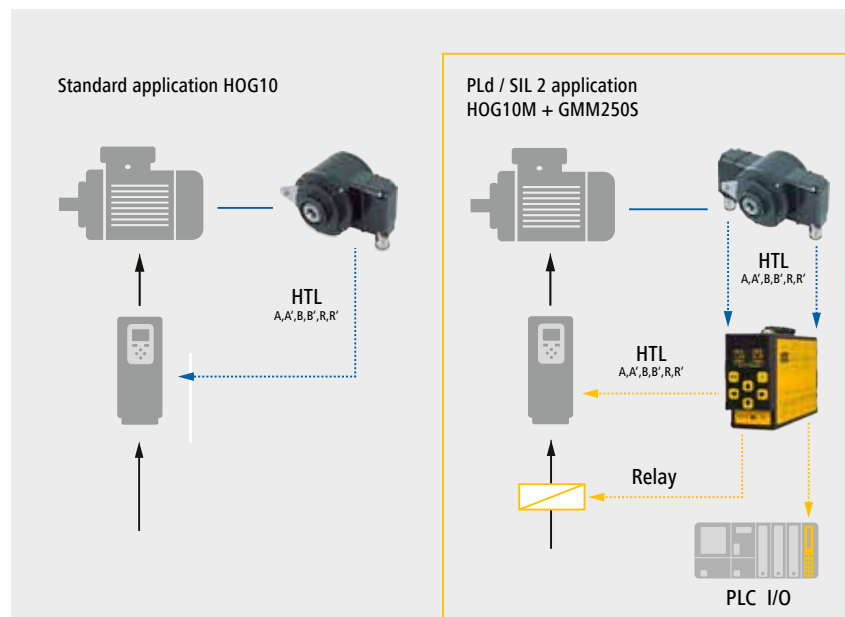 Standard application HOG10
HTL
A,A‘,B,B‘,R,R‘
PLd / SIL 2 application
HOG10M + GMM250S
HTL
A,A‘,B,B‘,R,R‘
HTL
A,A‘,B,B‘,R,R‘
Relay
PLC I/O